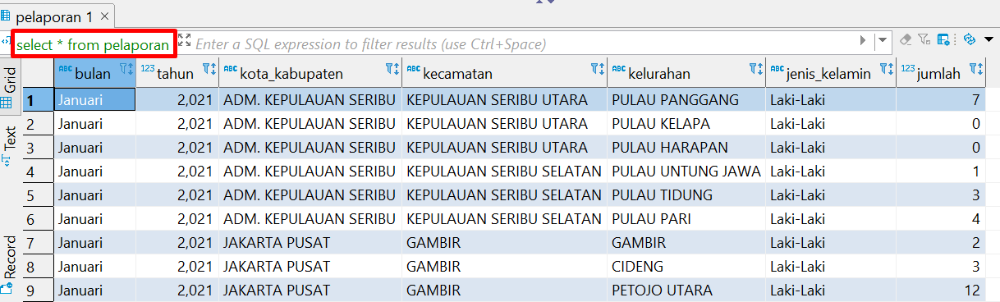 pelaporan 1
select * from pelaporan Enter a SQL expression to filter results (use Ctrl+Space)
Grid
Text
Record
ABC bulan 123 tahun ABC kota_kabupaten ABC kecamatan ABC kelurahan ABC jenis_kelamin 123 jumlah
1 Januari 2,021 ADM. KEPULAUAN SERIBU KEPULAUAN SERIBU UTARA PULAU PANGGANG Laki-Laki 7
2 Januari 2,021 ADM. KEPULAUAN SERIBU KEPULAUAN SERIBU UTARA PULAU KELAPA Laki-Laki 0
3 Januari 2,021 ADM. KEPULAUAN SERIBU KEPULAUAN SERIBU UTARA PULAU HARAPAN Laki-Laki 0
4 Januari 2,021 ADM. KEPULAUAN SERIBU KEPULAUAN SERIBU SELATAN PULAU UNTUNG JAWA Laki-Laki 1
5 Januari 2,021 ADM. KEPULAUAN SERIBU KEPULAUAN SERIBU SELATAN PULAU TIDUNG Laki-Laki 3
6 Januari 2,021 ADM. KEPULAUAN SERIBU KEPULAUAN SERIBU SELATAN PULAU PARI Laki-Laki 4
7 Januari 2,021 JAKARTA PUSAT GAMBIR GAMBIR Laki-Laki 2
8 Januari 2,021 JAKARTA PUSAT GAMBIR CIDENG Laki-Laki 3
9 Januari 2,021 JAKARTA PUSAT GAMBIR PETOJO UTARA Laki-Laki 12